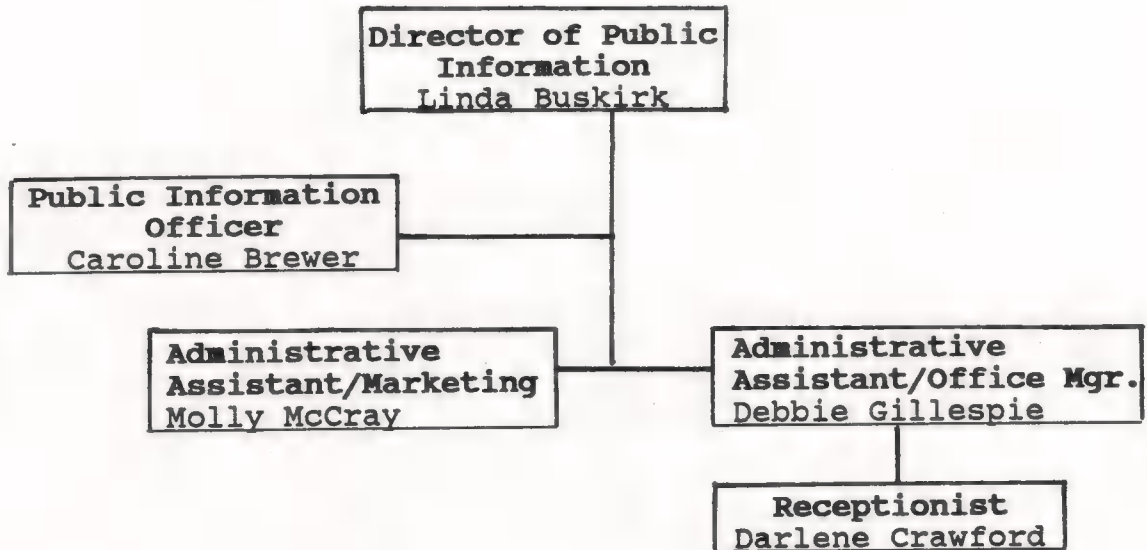 Director of Public
Information
Linda Buskirk
Public Information
Officer
Caroline Brewer
Administrative
Assistant/Marketing
Molly McCray
Administrative
Assistant/Office Mgr.
Debbie Gillespie
Receptionist
Darlene Crawford